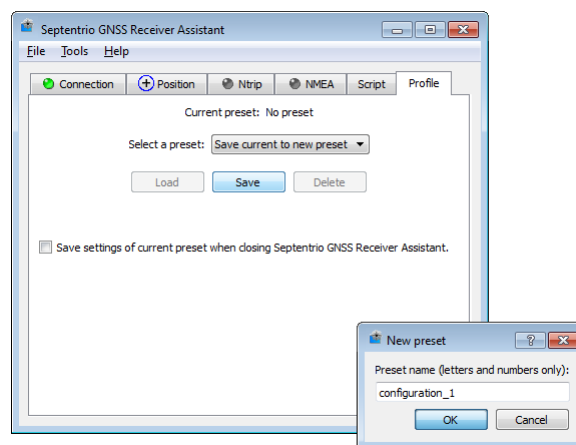 Septentrio GNSS Receiver Assistant
File Tools Help
Connection Position Ntrip NMEA Script Profile
Current preset: No preset
Select a preset: Save current to new preset
Load Save Delete
Save settings of current preset when closing Septentrio GNSS Receiver Assistant.
New preset
Preset name (letters and numbers only):
configuration_1
OK Cancel